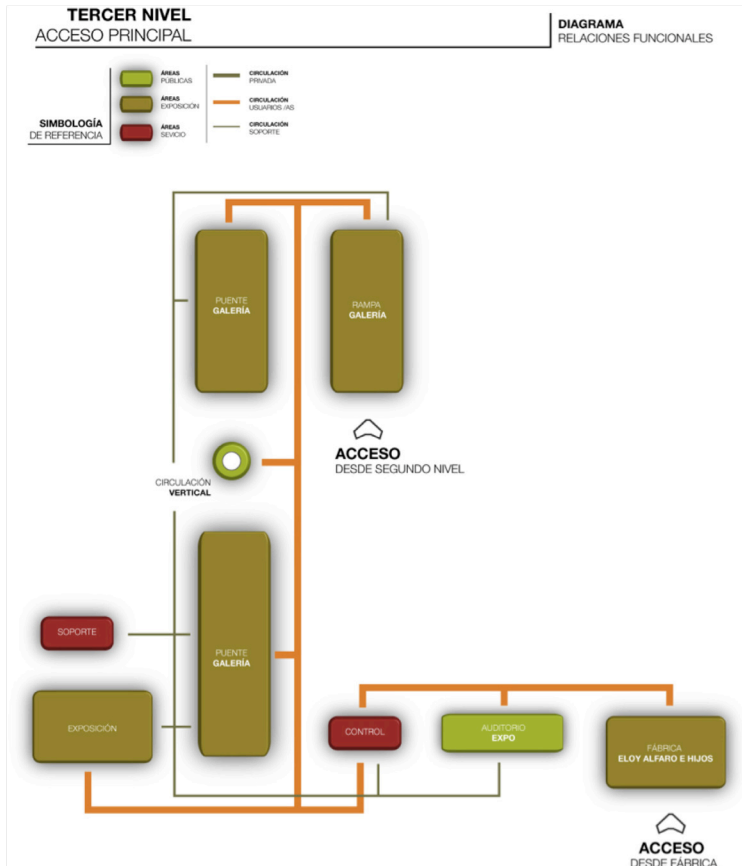 TERCER NIVEL
ACCESO PRINCIPAL
DIAGRAMA
RELACIONES FUNCIONALES
SIMBOLOGÍA
DE REFERENCIA
ÁREAS
PÚBLICAS
ÁREAS
EXPOSICIÓN
ÁREAS
SEVICIO
CIRCULACIÓN
PRIVADA
CIRCULACIÓN
USUARIOS /AS
CIRCULACIÓN
SOPORTE
PUENTE
GALERÍA
RAMPA
GALERÍA
ACCESO
DESDE SEGUNDO NIVEL
CIRCULACIÓN
VERTICAL
SOPORTE
PUENTE
GALERÍA
EXPOSICIÓN
CONTROL
AUDITORIO
EXPO
FÁBRICA
ELOY ALFARO E HIJOS
ACCESO
DESDE FÁBRICA